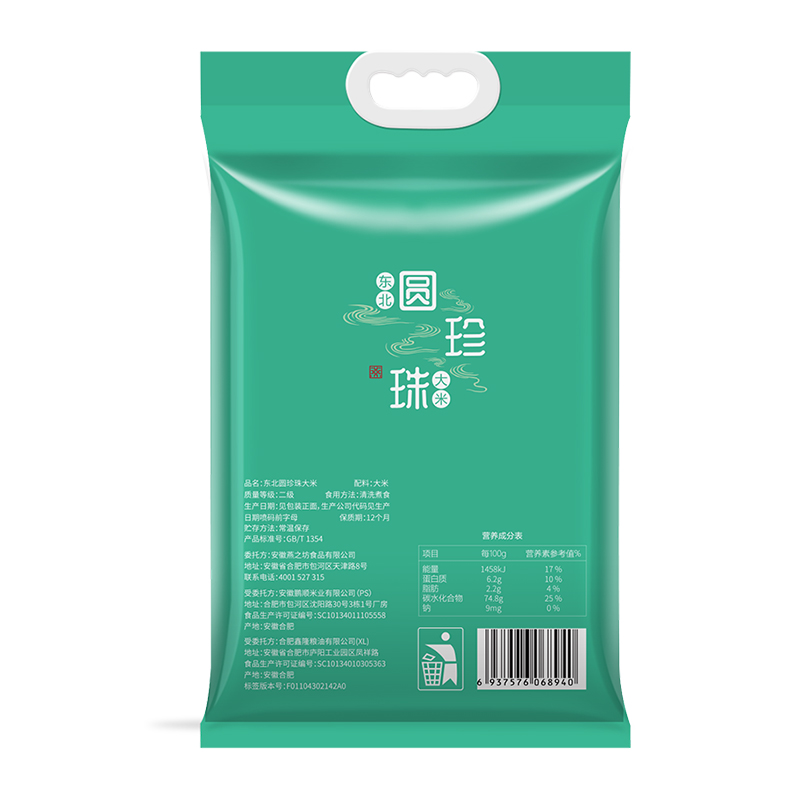 东北
圆
珍
珠
大米
品名:东北圆珍珠大米 配料:大米
质量等级:二级 食用方法:清洗煮食
生产日期:见包装正面,生产公司代码见生产
日期喷码前字母 保质期:12个月
贮存方法:常温保存
产品标准号:GB/T 1354
委托方:安徽燕之坊食品有限公司
地址:安徽省合肥市包河区天津路8号
联系电话:4001 527 315
受委托方:安徽鹏顺米业有限公司(PS)
地址:合肥市包河区沈阳路30号3栋1号厂房
食品生产许可证编号:SC10134011105558
产地:安徽合肥
受委托方:合肥鑫隆粮油有限公司(XL)
地址:安徽省合肥市庐阳工业园区凤祥路
食品生产许可证编号:SC10134010305363
产地:安徽合肥
标签版本号:F01104302142A0
营养成分表
项目 每100g 营养素参考值%
能量 1458kJ 17%
蛋白质 6.2g 10%
脂肪 2.2g 4%
碳水化合物 74.8g 25%
钠 9mg 0%
6 937576 068940